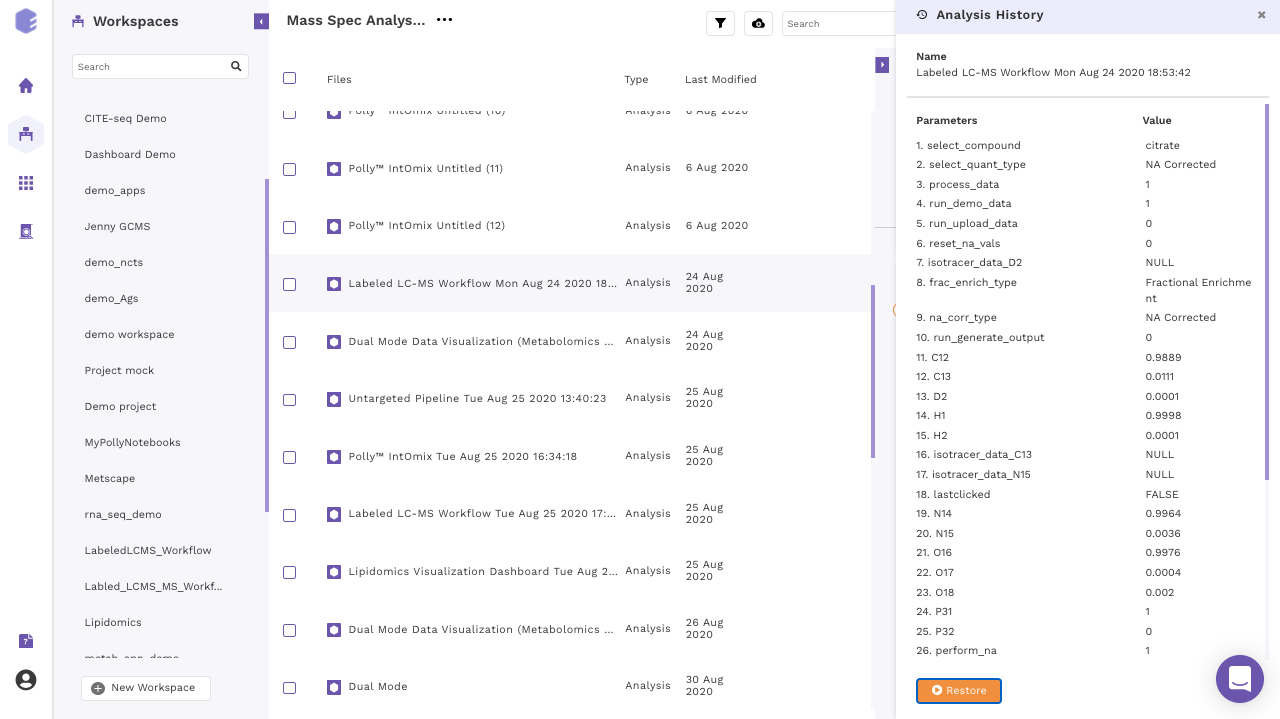 Workspaces
Search
CITE-seq Demo
Dashboard Demo
demo_apps
Jenny GCMS
demo_ncts
demo_Ags
demo workspace
Project mock
Demo project
MyPollyNotebooks
Metscape
rna_seq_demo
LabeledLCMS_Workflow
Labled_LCMS_MS_Workf...
Lipidomics
New Workspace
Mass Spec Analys... •••
Search
Files Type Last Modified
Polly™ IntOmix Untitled (10) Analysis 6 Aug 2020
Polly™ IntOmix Untitled (11) Analysis 6 Aug 2020
Polly™ IntOmix Untitled (12) Analysis 6 Aug 2020
Labeled LC-MS Workflow Mon Aug 24 2020 18... Analysis 24 Aug
2020
Dual Mode Data Visualization (Metabolomics ... Analysis 24 Aug
2020
Untargeted Pipeline Tue Aug 25 2020 13:40:23 Analysis 25 Aug
2020
Polly™ IntOmix Tue Aug 25 2020 16:34:18 Analysis 25 Aug
2020
Labeled LC-MS Workflow Tue Aug 25 2020 17:... Analysis 25 Aug
2020
Lipidomics Visualization Dashboard Tue Aug 2... Analysis 25 Aug
2020
Dual Mode Data Visualization (Metabolomics ... Analysis 26 Aug
2020
Dual Mode Analysis 30 Aug
2020
Analysis History
Name
Labeled LC-MS Workflow Mon Aug 24 2020 18:53:42
Parameters Value
1. select_compound citrate
2. select_quant_type NA Corrected
3. process_data 1
4. run_demo_data 1
5. run_upload_data 0
6. reset_na_vals 0
7. isotracer_data_D2 NULL
8. frac_enrich_type Fractional Enrichme
nt
9. na_corr_type NA Corrected
10. run_generate_output 0
11. C12 0.9889
12. C13 0.0111
13. D2 0.0001
14. H1 0.9998
15. H2 0.0001
16. isotracer_data_C13 NULL
17. isotracer_data_N15 NULL
18. lastclicked FALSE
19. N14 0.9964
20. N15 0.0036
21. O16 0.9976
22. O17 0.0004
23. O18 0.002
24. P31 1
25. P32 0
26. perform_na 1
Restore